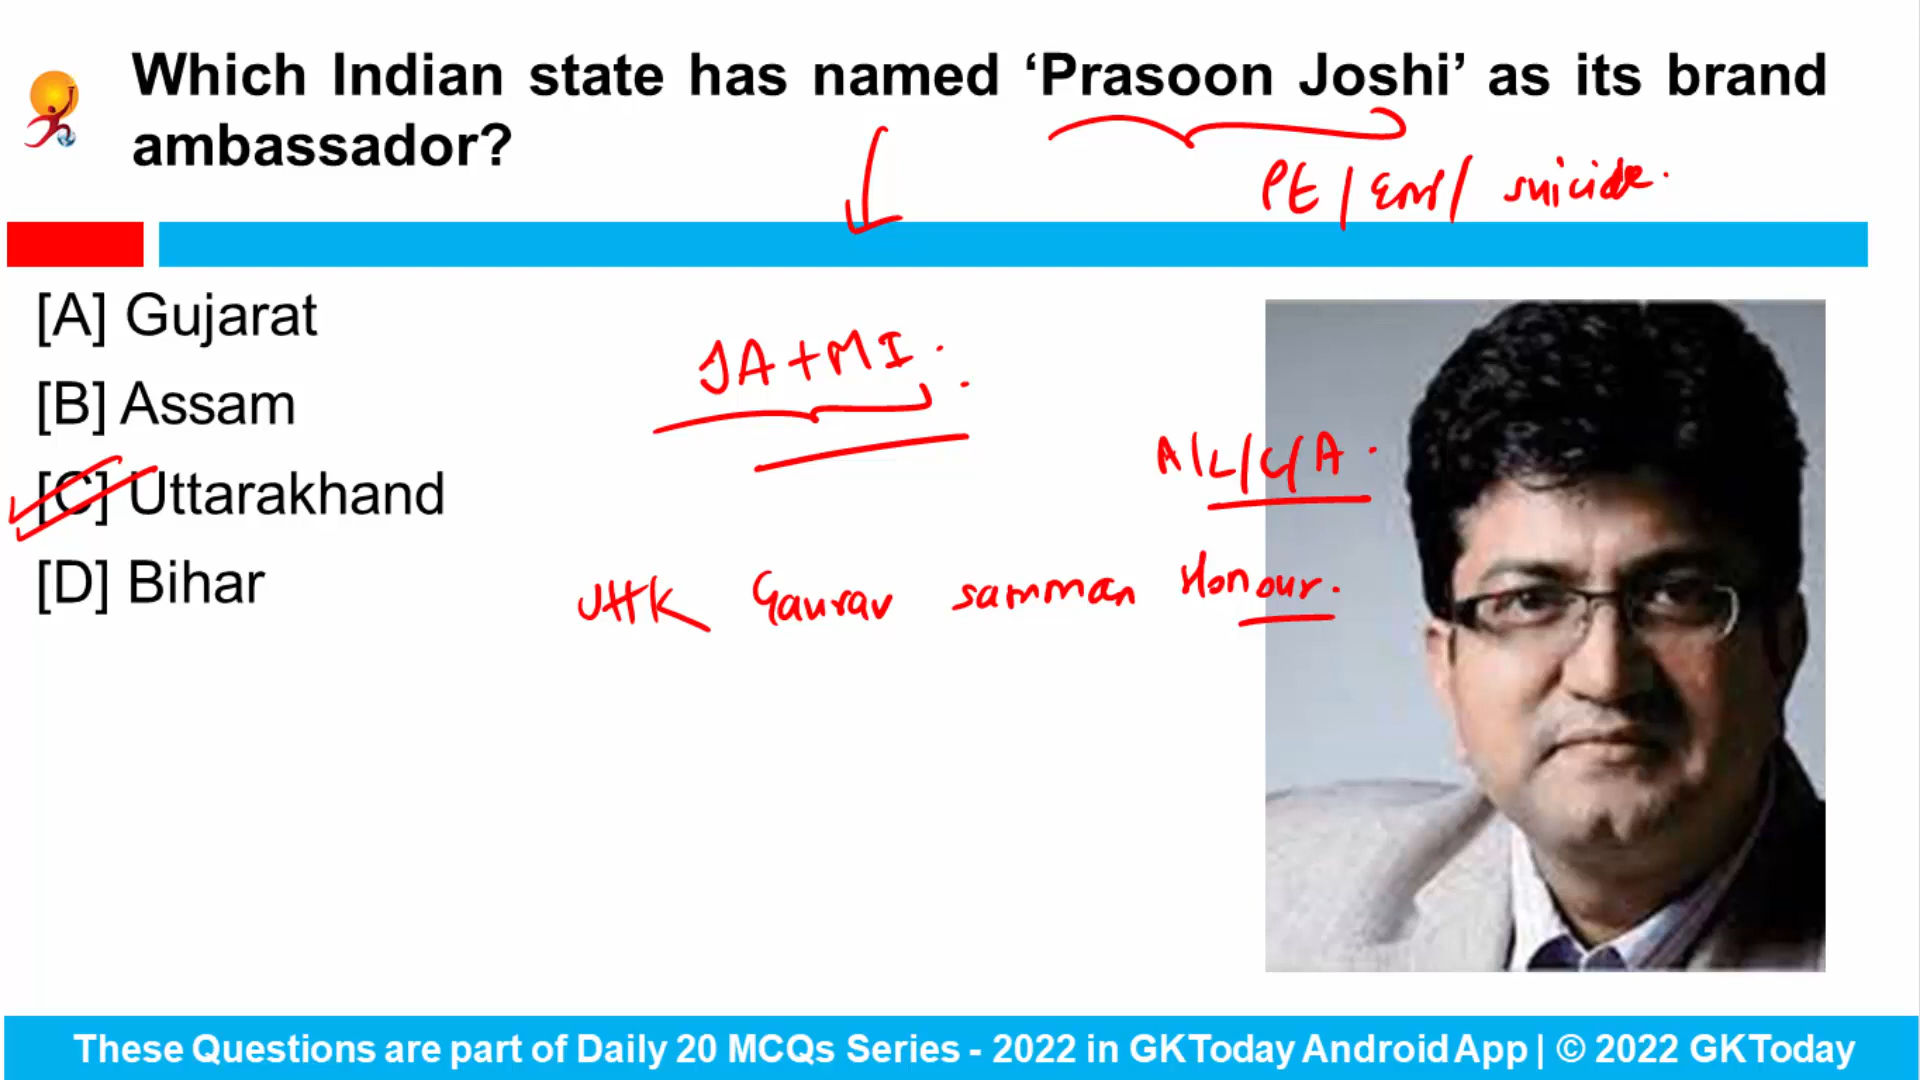 Which Indian state has named ‘Prasoon Joshi’ as its brand
ambassador?
PE / Emp / suicide.
[A] Gujarat
JA + MI.
[B] Assam
A/L/C/A.
[C] Uttarakhand
[D] Bihar
UttK Gaurav samman Honour.
These Questions are part of Daily 20 MCQs Series - 2022 in GKToday Android App | © 2022 GKToday